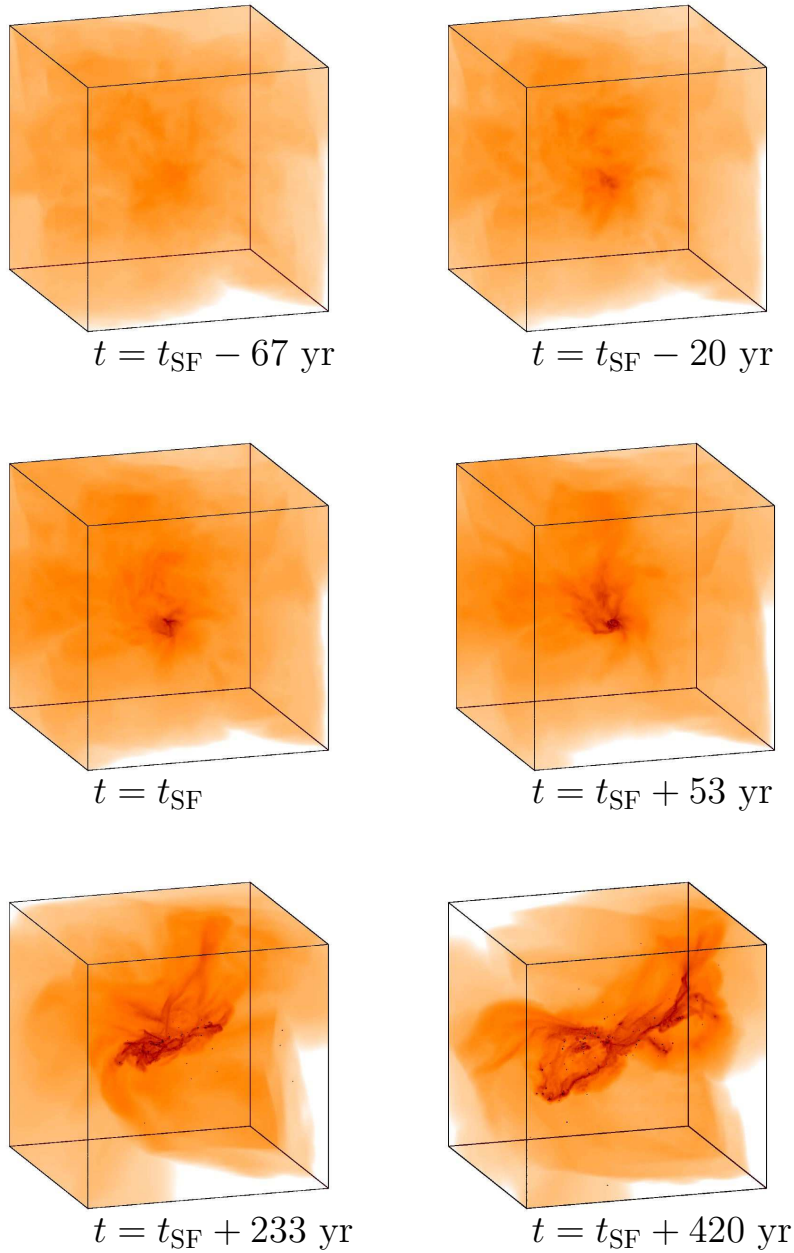 t = t_SF − 67 yr
t = t_SF − 20 yr
t = t_SF
t = t_SF + 53 yr
t = t_SF + 233 yr
t = t_SF + 420 yr